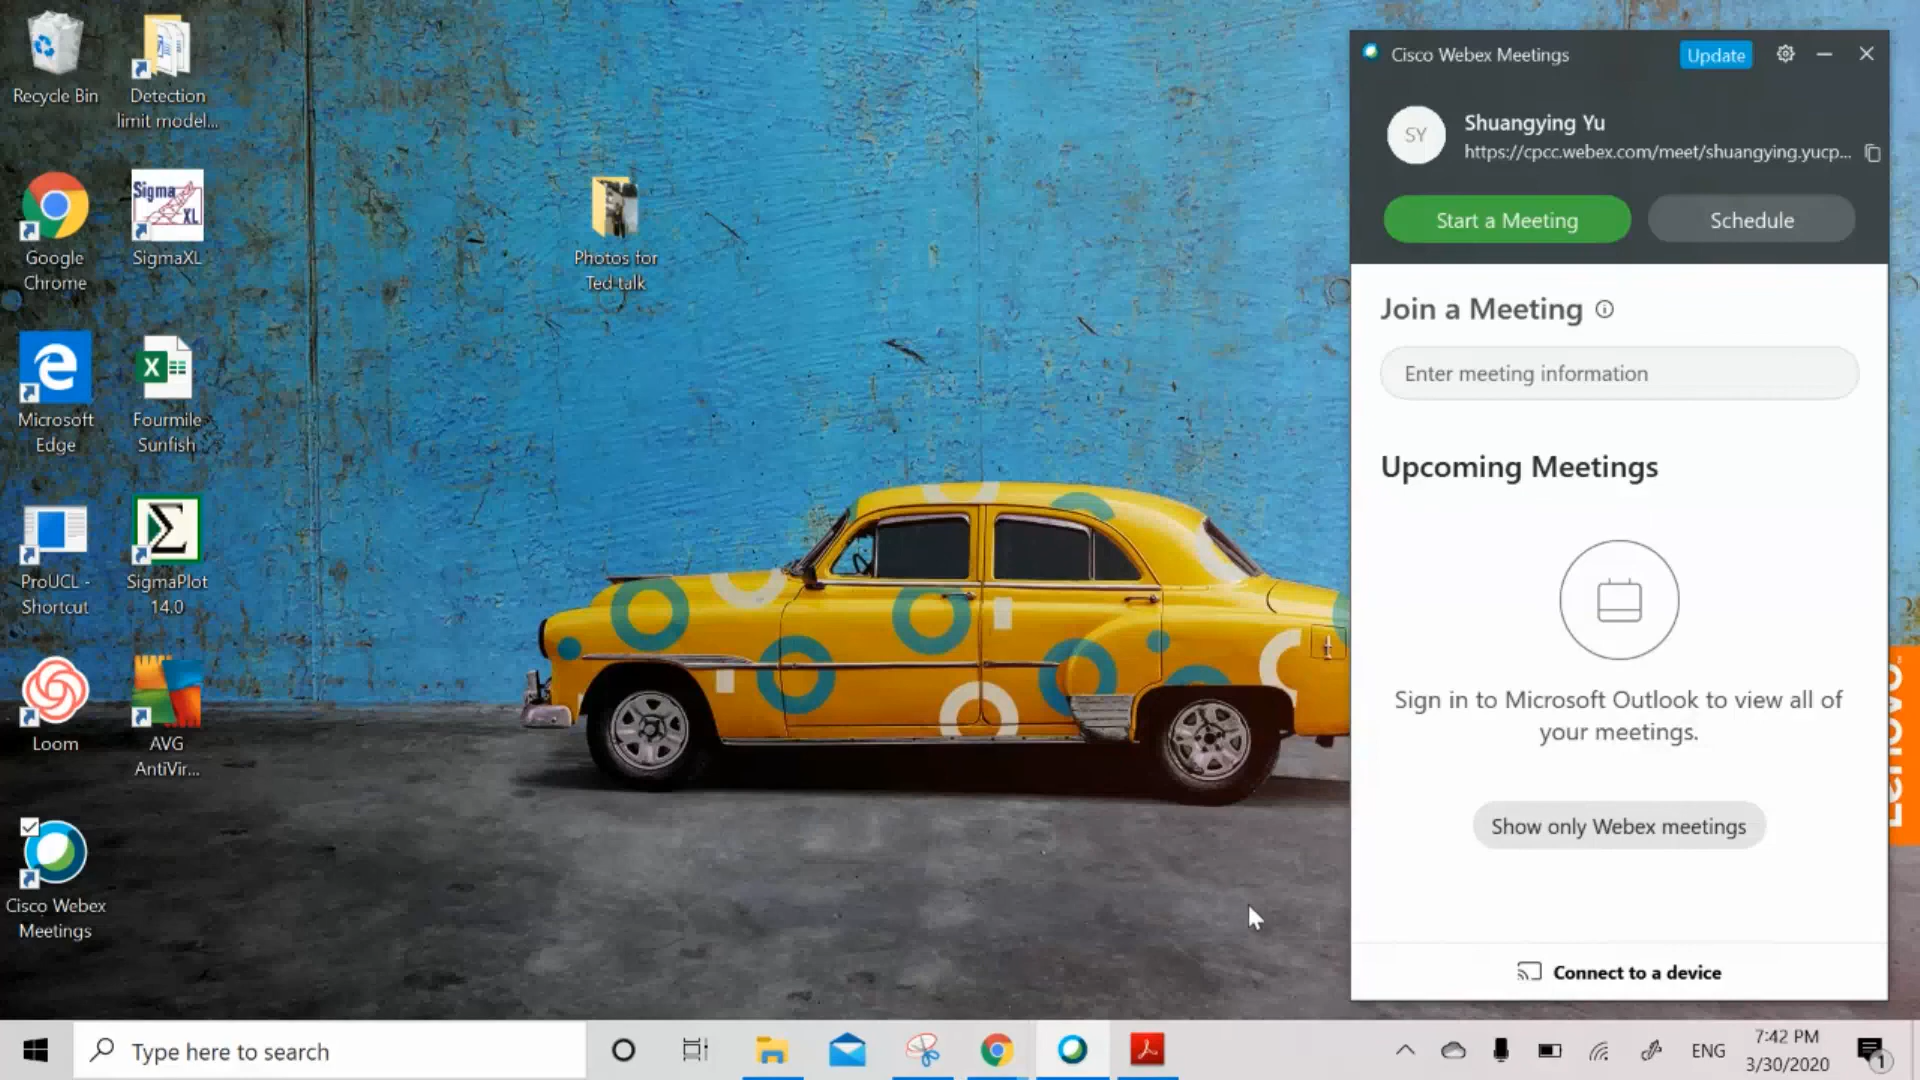 Recycle Bin
Detection
limit model...
Google
Chrome
Sigma
XL
SigmaXL
Photos for
Ted talk
Microsoft
Edge
Fourmile
Sunfish
ProUCL -
Shortcut
SigmaPlot
14.0
Loom
AVG
AntiVir...
Cisco Webex
Meetings
Cisco Webex Meetings
Update
SY
Shuangying Yu
https://cpcc.webex.com/meet/shuangying.yucp...
Start a Meeting
Schedule
Join a Meeting
Enter meeting information
Upcoming Meetings
Sign in to Microsoft Outlook to view all of
your meetings.
Show only Webex meetings
Connect to a device
Lenovo
Type here to search
ENG
7:42 PM
3/30/2020
1